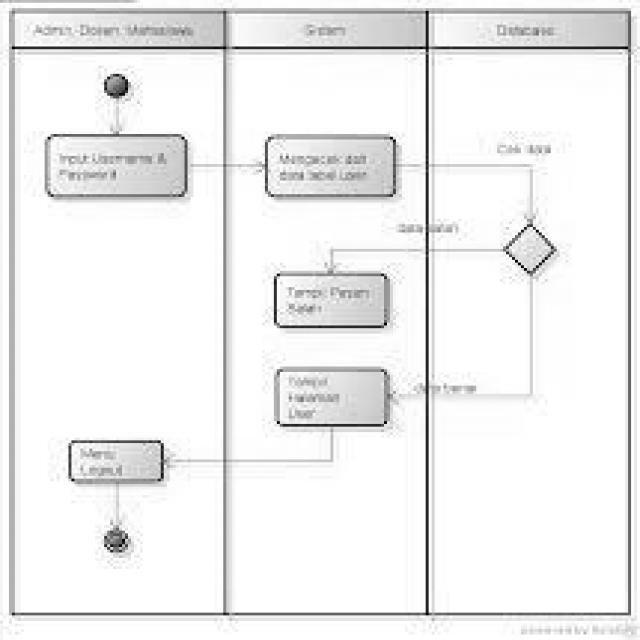 Admin, Dosen, Mahasiswa
Sistem
Database
Input Username &
Password
Mengecek dari
data tabel user
Cek data
data salah
Tampil Pesan
Salah
Tampil
Halaman
User
data benar
Menu
Logout
powered by